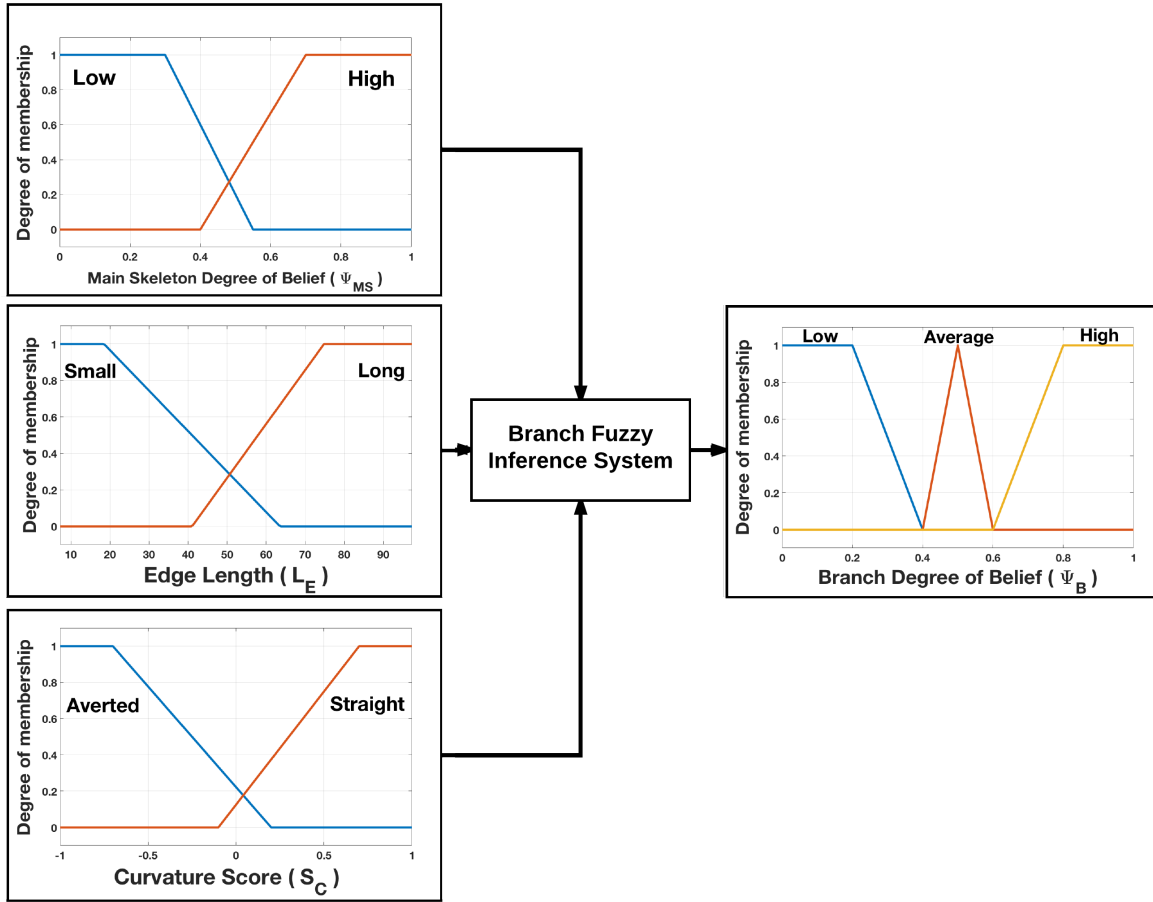 Degree of membership
1
0.8
0.6
0.4
0.2
0
Low
High
0 0.2 0.4 0.6 0.8 1
Main Skeleton Degree of Belief ( Ψ_MS )
Degree of membership
1
0.8
0.6
0.4
0.2
0
Small
Long
10 20 30 40 50 60 70 80 90
Edge Length ( L_E )
Degree of membership
1
0.8
0.6
0.4
0.2
0
Averted
Straight
-1 -0.5 0 0.5 1
Curvature Score ( S_C )
Branch Fuzzy
Inference System
Degree of membership
1
0.8
0.6
0.4
0.2
0
Low
Average
High
0 0.2 0.4 0.6 0.8 1
Branch Degree of Belief ( Ψ_B )